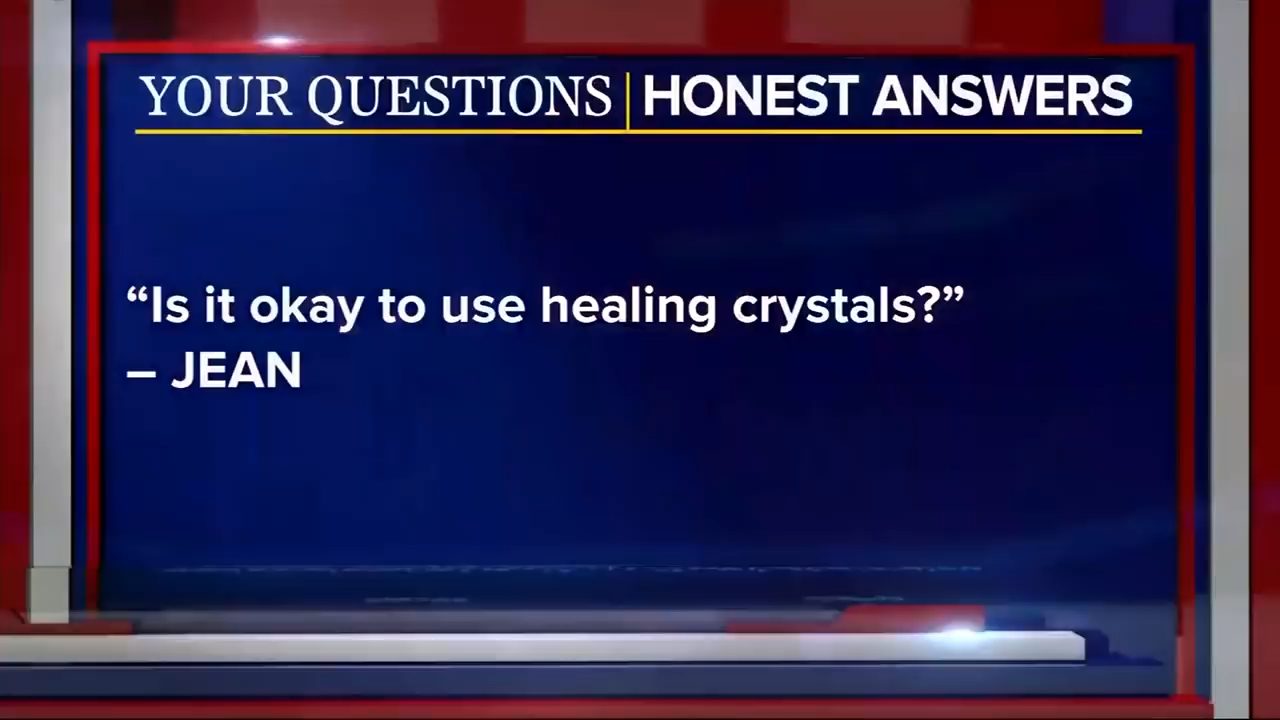 YOUR QUESTIONS | HONEST ANSWERS
“Is it okay to use healing crystals?”
– JEAN